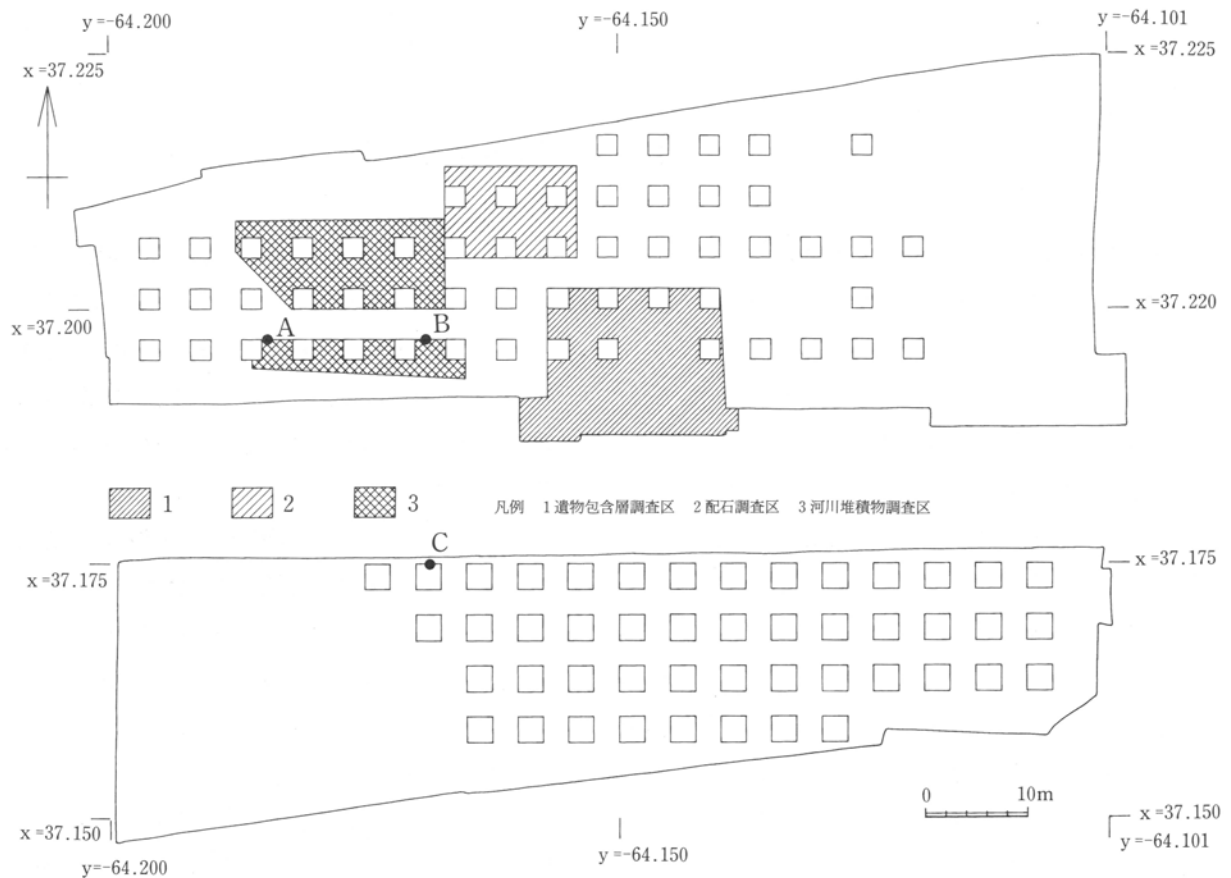 y=-64.200
y=-64.150
y=-64.101
x=37.225
x=37.225
x=37.200
A
B
x=37.220
1
2
3
凡例 1遺物包含層調査区 2配石調査区 3河川堆積物調査区
C
x=37.175
x=37.175
0 10m
x=37.150
x=37.150
y=-64.200
y=-64.150
y=-64.101